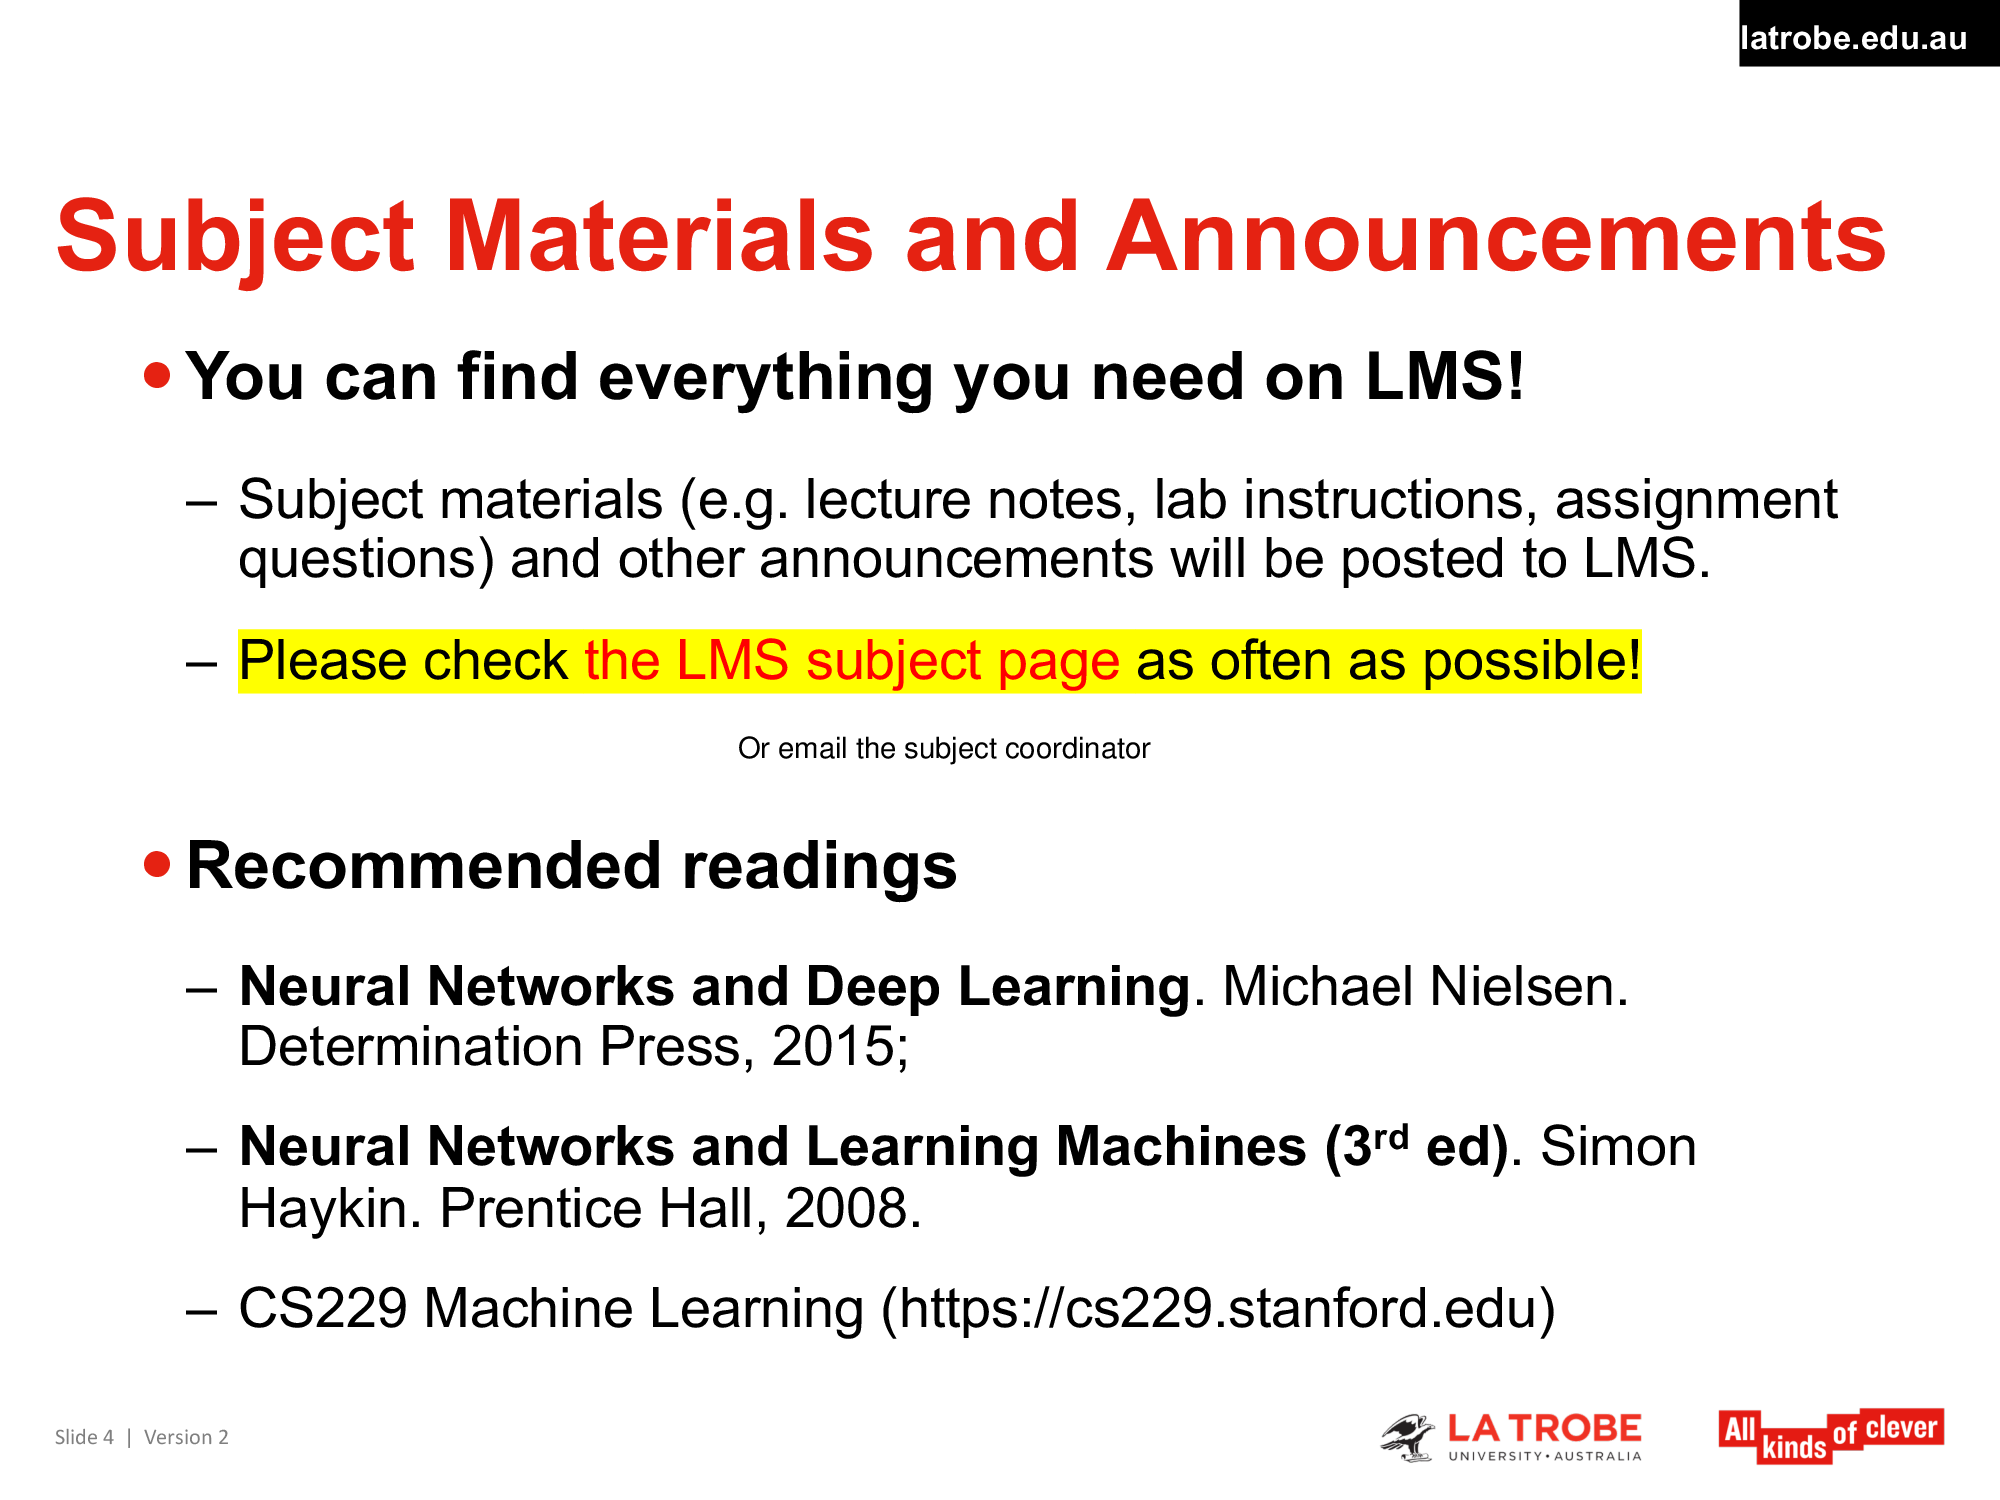 latrobe.edu.au
Subject Materials and Announcements
• You can find everything you need on LMS!
– Subject materials (e.g. lecture notes, lab instructions, assignment
questions) and other announcements will be posted to LMS.
– Please check the LMS subject page as often as possible!
Or email the subject coordinator
• Recommended readings
– Neural Networks and Deep Learning. Michael Nielsen.
Determination Press, 2015;
– Neural Networks and Learning Machines (3rd ed). Simon
Haykin. Prentice Hall, 2008.
– CS229 Machine Learning (https://cs229.stanford.edu)
Slide 4 | Version 2
LA TROBE
UNIVERSITY • AUSTRALIA
All kinds of clever